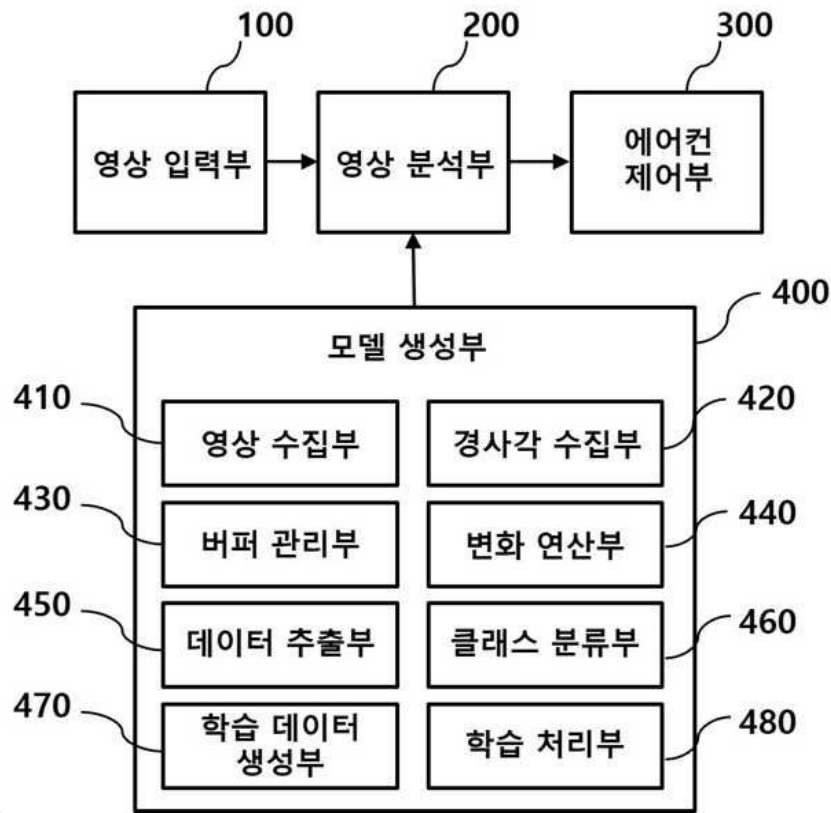 100
200
300
영상 입력부
영상 분석부
에어컨
제어부
400
모델 생성부
410
영상 수집부
경사각 수집부
420
430
버퍼 관리부
변화 연산부
440
450
데이터 추출부
클래스 분류부
460
470
학습 데이터
생성부
학습 처리부
480